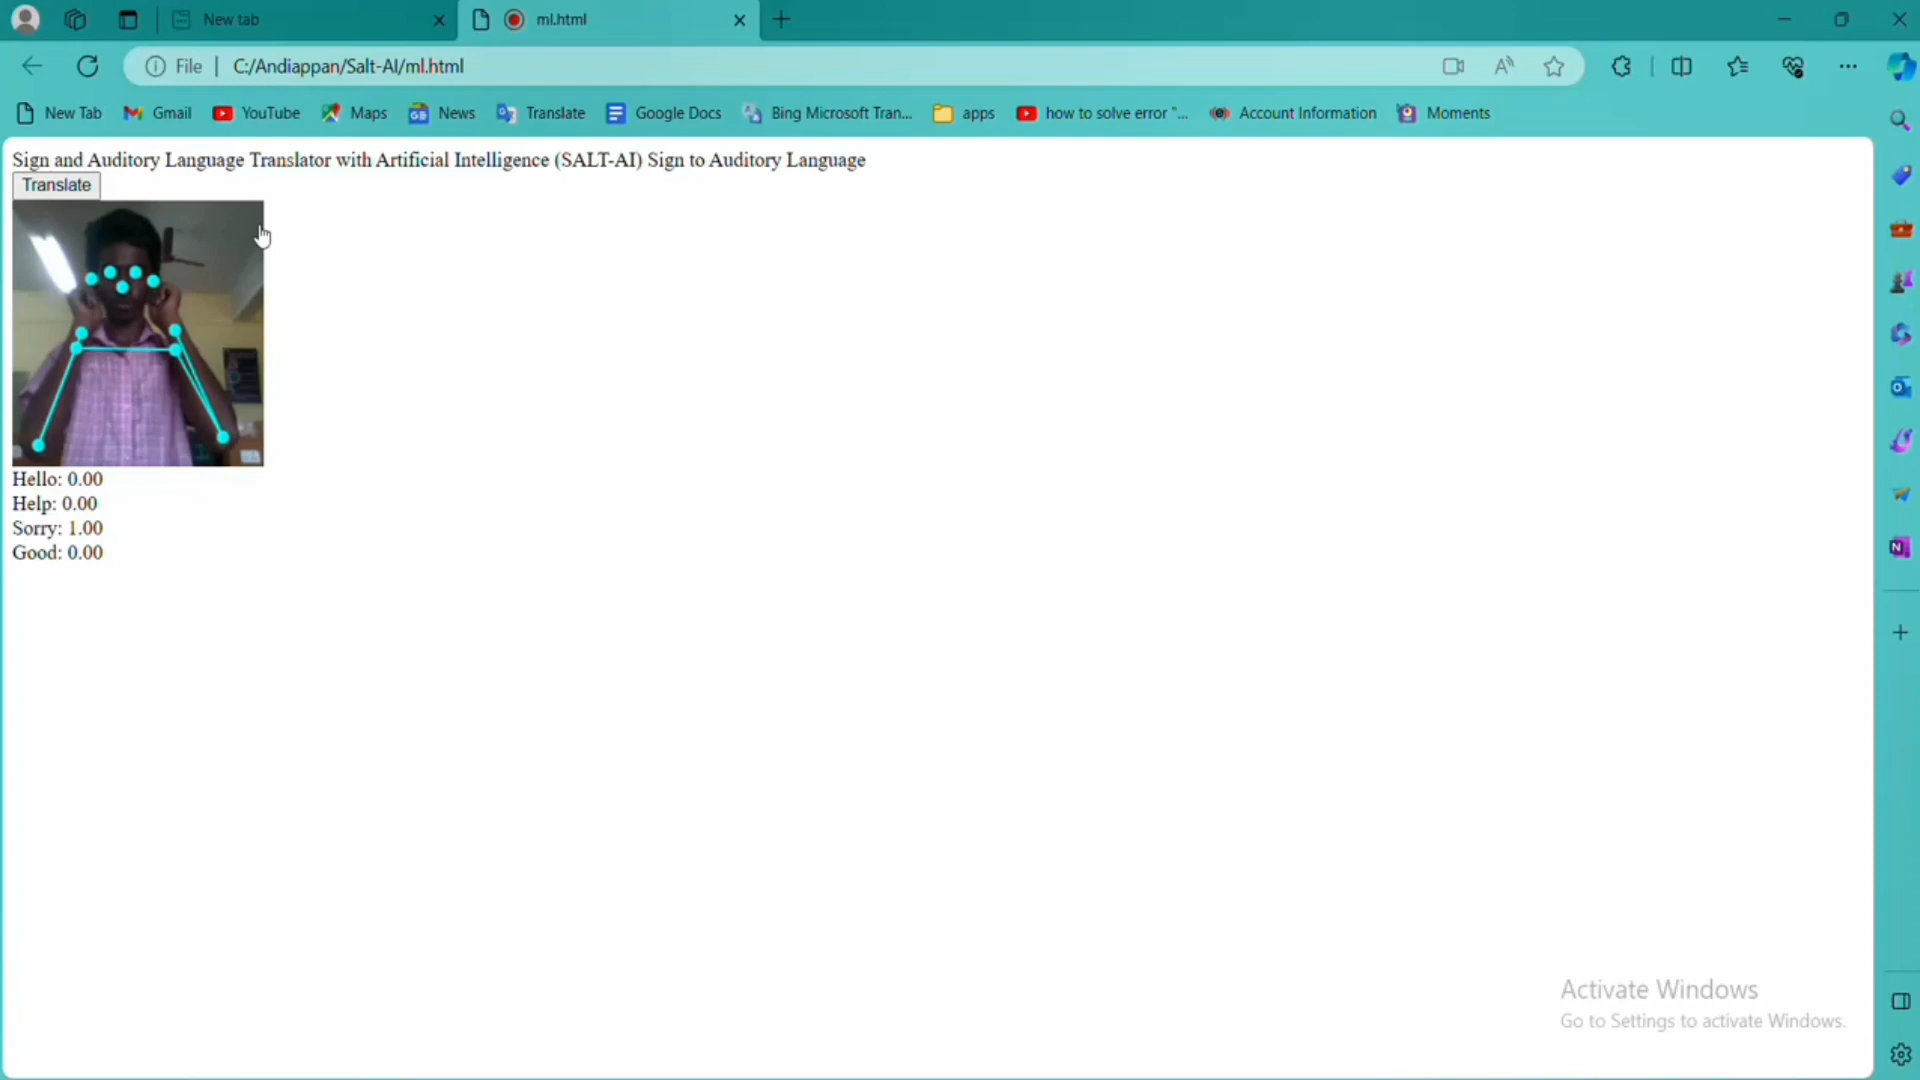 New tab
ml.html
File
C:/Andiappan/Salt-AI/ml.html
New Tab
Gmail
YouTube
Maps
News
Translate
Google Docs
Bing Microsoft Tran...
apps
how to solve error "...
Account Information
Moments
Sign and Auditory Language Translator with Artificial Intelligence (SALT-AI) Sign to Auditory Language
Translate
Hello: 0.00
Help: 0.00
Sorry: 1.00
Good: 0.00
Activate Windows
Go to Settings to activate Windows.